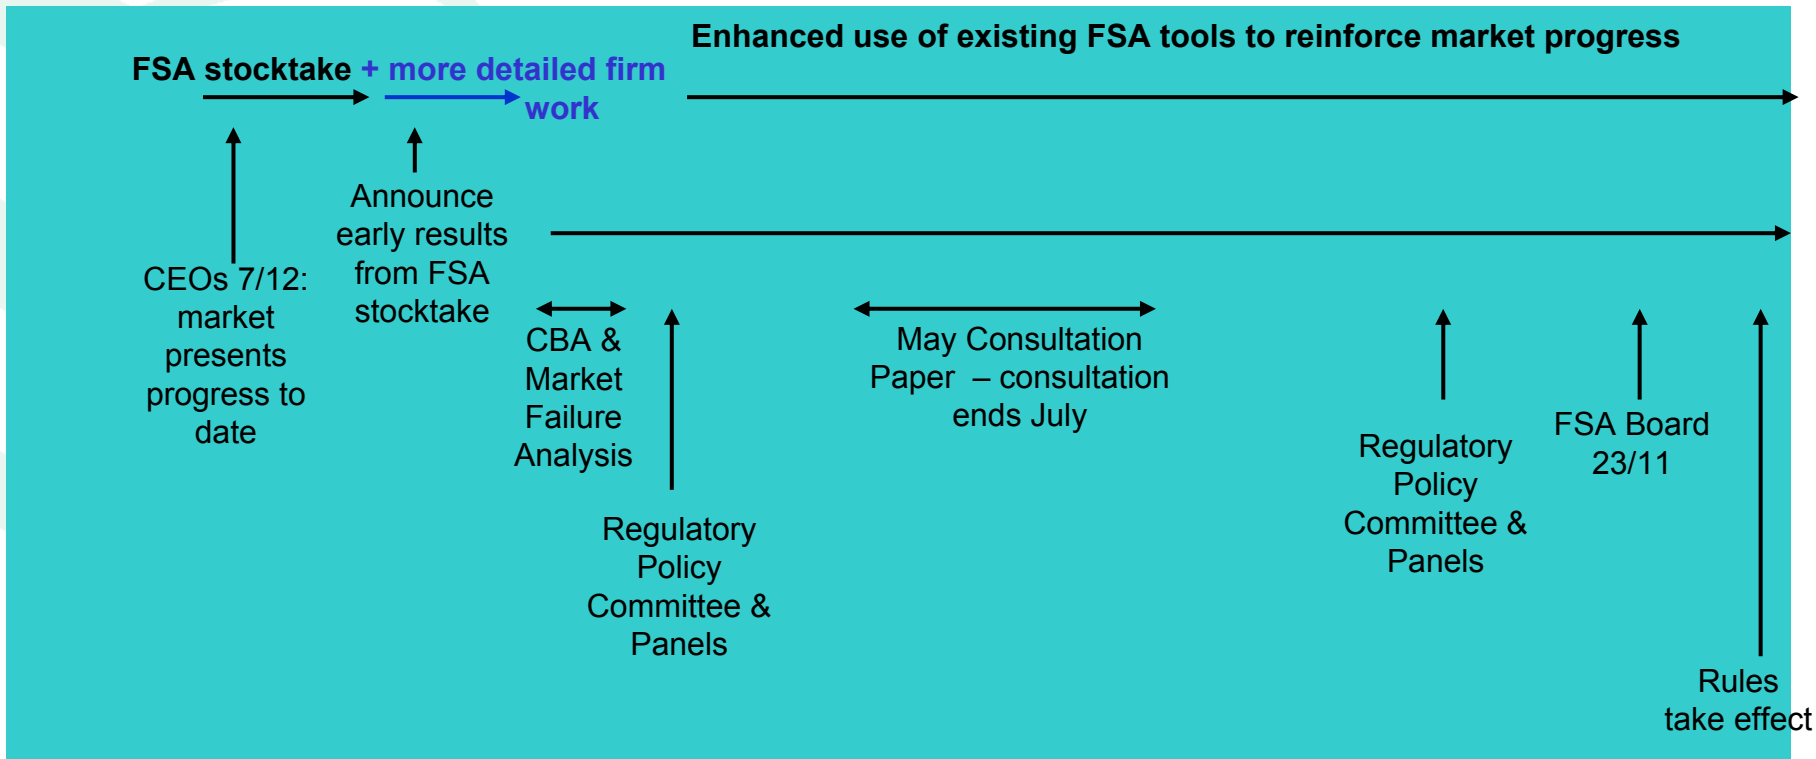 Enhanced use of existing FSA tools to reinforce market progress
FSA stocktake + more detailed firm
work
Announce
early results
from FSA
stocktake
CEOs 7/12:
market
presents
progress to
date
CBA &
Market
Failure
Analysis
Regulatory
Policy
Committee &
Panels
May Consultation
Paper – consultation
ends July
Regulatory
Policy
Committee &
Panels
FSA Board
23/11
Rules
take effect